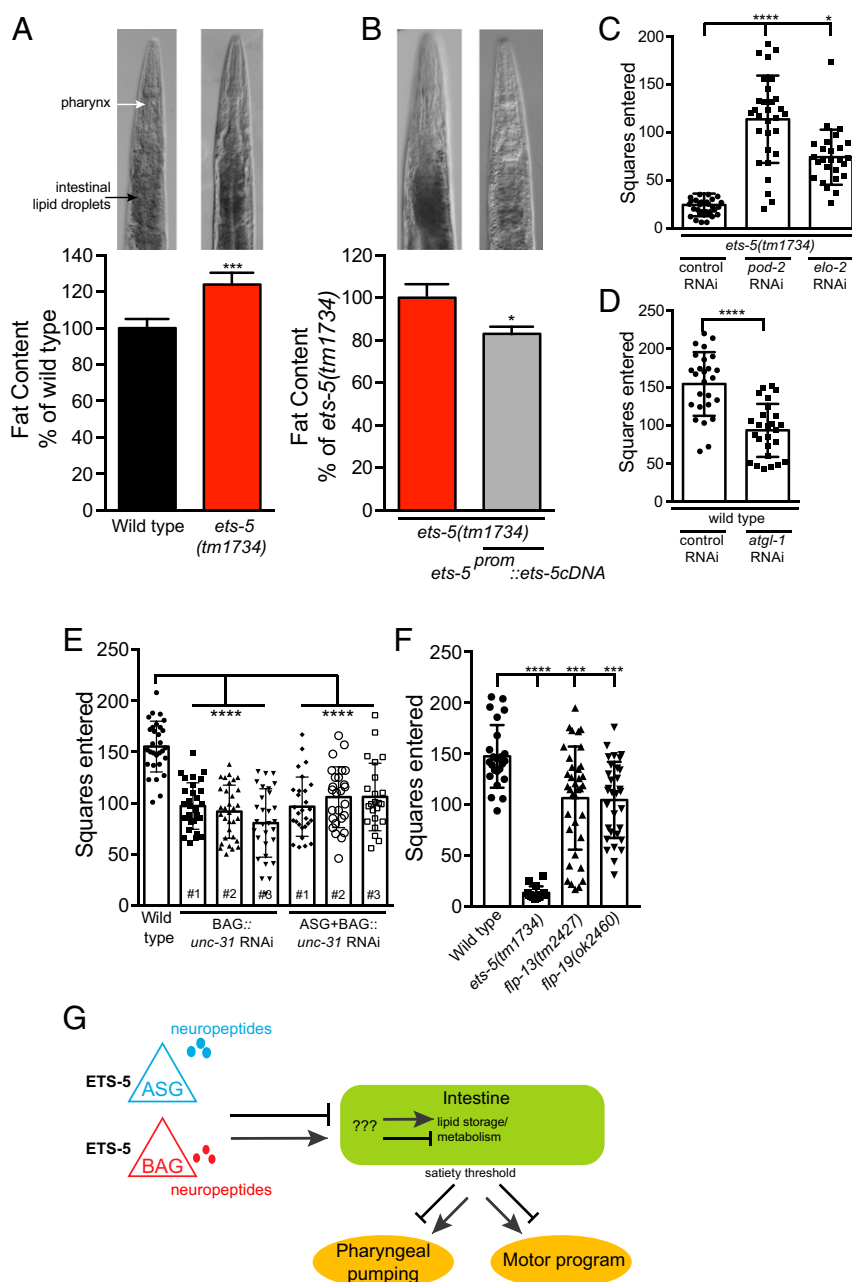 A
pharynx
intestinal
lipid droplets
Fat Content
% of wild type
140
120
100
80
60
40
20
0
***
Wild type
ets-5
(tm1734)
B
Fat Content
% of ets-5(tm1734)
120
100
80
60
40
20
0
*
ets-5(tm1734)
ets-5prom::ets-5cDNA
C
Squares entered
200
150
100
50
0
****
*
ets-5(tm1734)
control
RNAi
pod-2
RNAi
elo-2
RNAi
D
Squares entered
250
200
150
100
50
0
****
wild type
control
RNAi
atgl-1
RNAi
E
Squares entered
250
200
150
100
50
0
****
****
#1
#2
#3
#1
#2
#3
Wild
type
BAG::
unc-31 RNAi
ASG+BAG::
unc-31 RNAi
F
Squares entered
250
200
150
100
50
0
****
***
***
Wild type
ets-5(tm1734)
flp-13(tm2427)
flp-19(ok2460)
G
neuropeptides
ETS-5
ASG
ETS-5
BAG
neuropeptides
Intestine
???
lipid storage/
metabolism
satiety threshold
Pharyngeal
pumping
Motor program